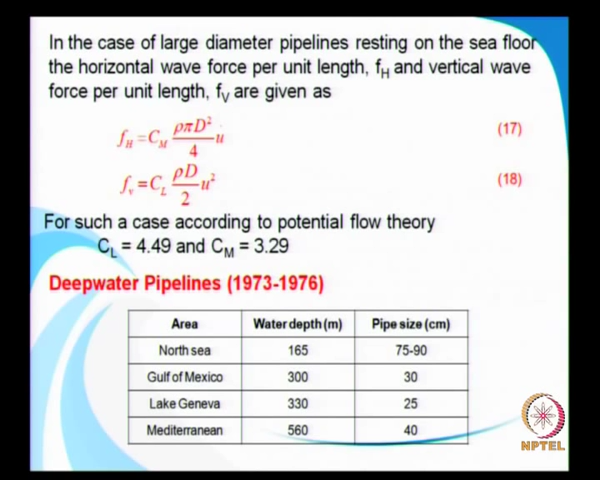 In the case of large diameter pipelines resting on the sea floor
the horizontal wave force per unit length, fH and vertical wave
force per unit length, fV are given as
fH = CM ρπD² / 4 u (17)
fv = CL ρD / 2 u² (18)
For such a case according to potential flow theory
CL = 4.49 and CM = 3.29
Deepwater Pipelines (1973-1976)
Area Water depth (m) Pipe size (cm)
North sea 165 75-90
Gulf of Mexico 300 30
Lake Geneva 330 25
Mediterranean 560 40
NPTEL